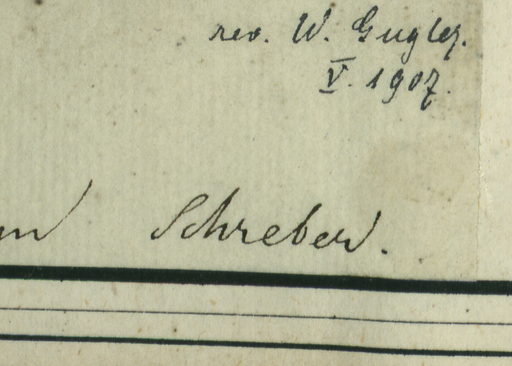 rev. W. Gugler.
V. 1907.
Schreber.